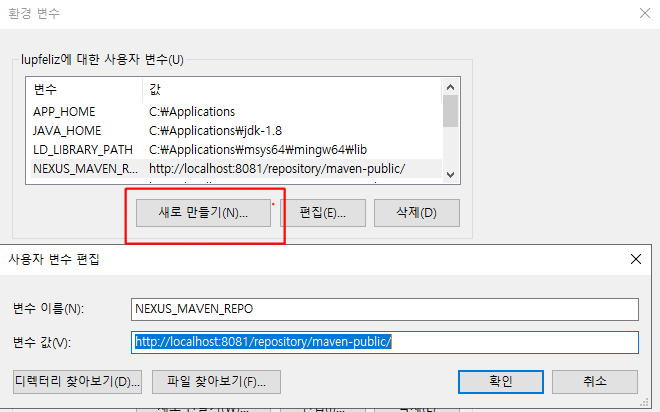 환경 변수
lupfeliz에 대한 사용자 변수(U)
변수 값
APP_HOME C:₩Applications
JAVA_HOME C:₩Applications₩jdk-1.8
LD_LIBRARY_PATH C:₩Applications₩msys64₩mingw64₩lib
NEXUS_MAVEN_R... http://localhost:8081/repository/maven-public/
새로 만들기(N)... 편집(E)... 삭제(D)
사용자 변수 편집
변수 이름(N): NEXUS_MAVEN_REPO
변수 값(V): http://localhost:8081/repository/maven-public/
디렉터리 찾아보기(D)... 파일 찾아보기(F)... 확인 취소